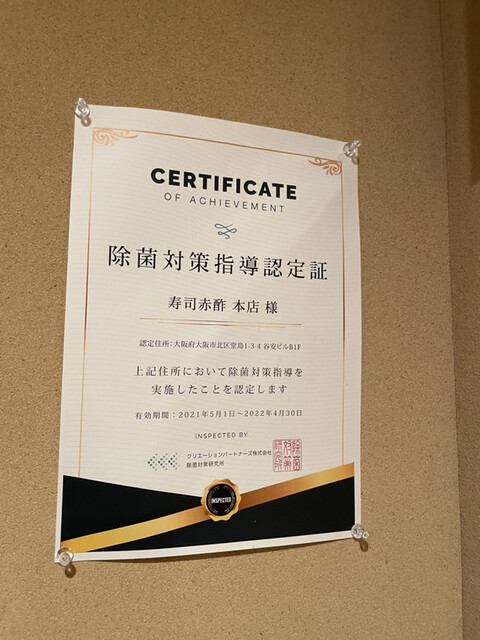 CERTIFICATE
OF ACHIEVEMENT
除菌対策指導認定証
寿司赤酢 本店 様
認定住所：大阪府大阪市北区堂島1-3-4 谷安ビルB1F
上記住所において除菌対策指導を
実施したことを認定します
有効期間：2021年5月1日～2022年4月30日
INSPECTED BY
クリエーションパートナーズ株式会社
除菌対策研究所
INSPECTED